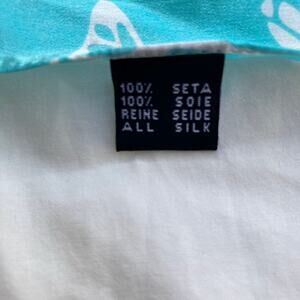 100% SETA
100% SOIE
REINE SEIDE
ALL SILK